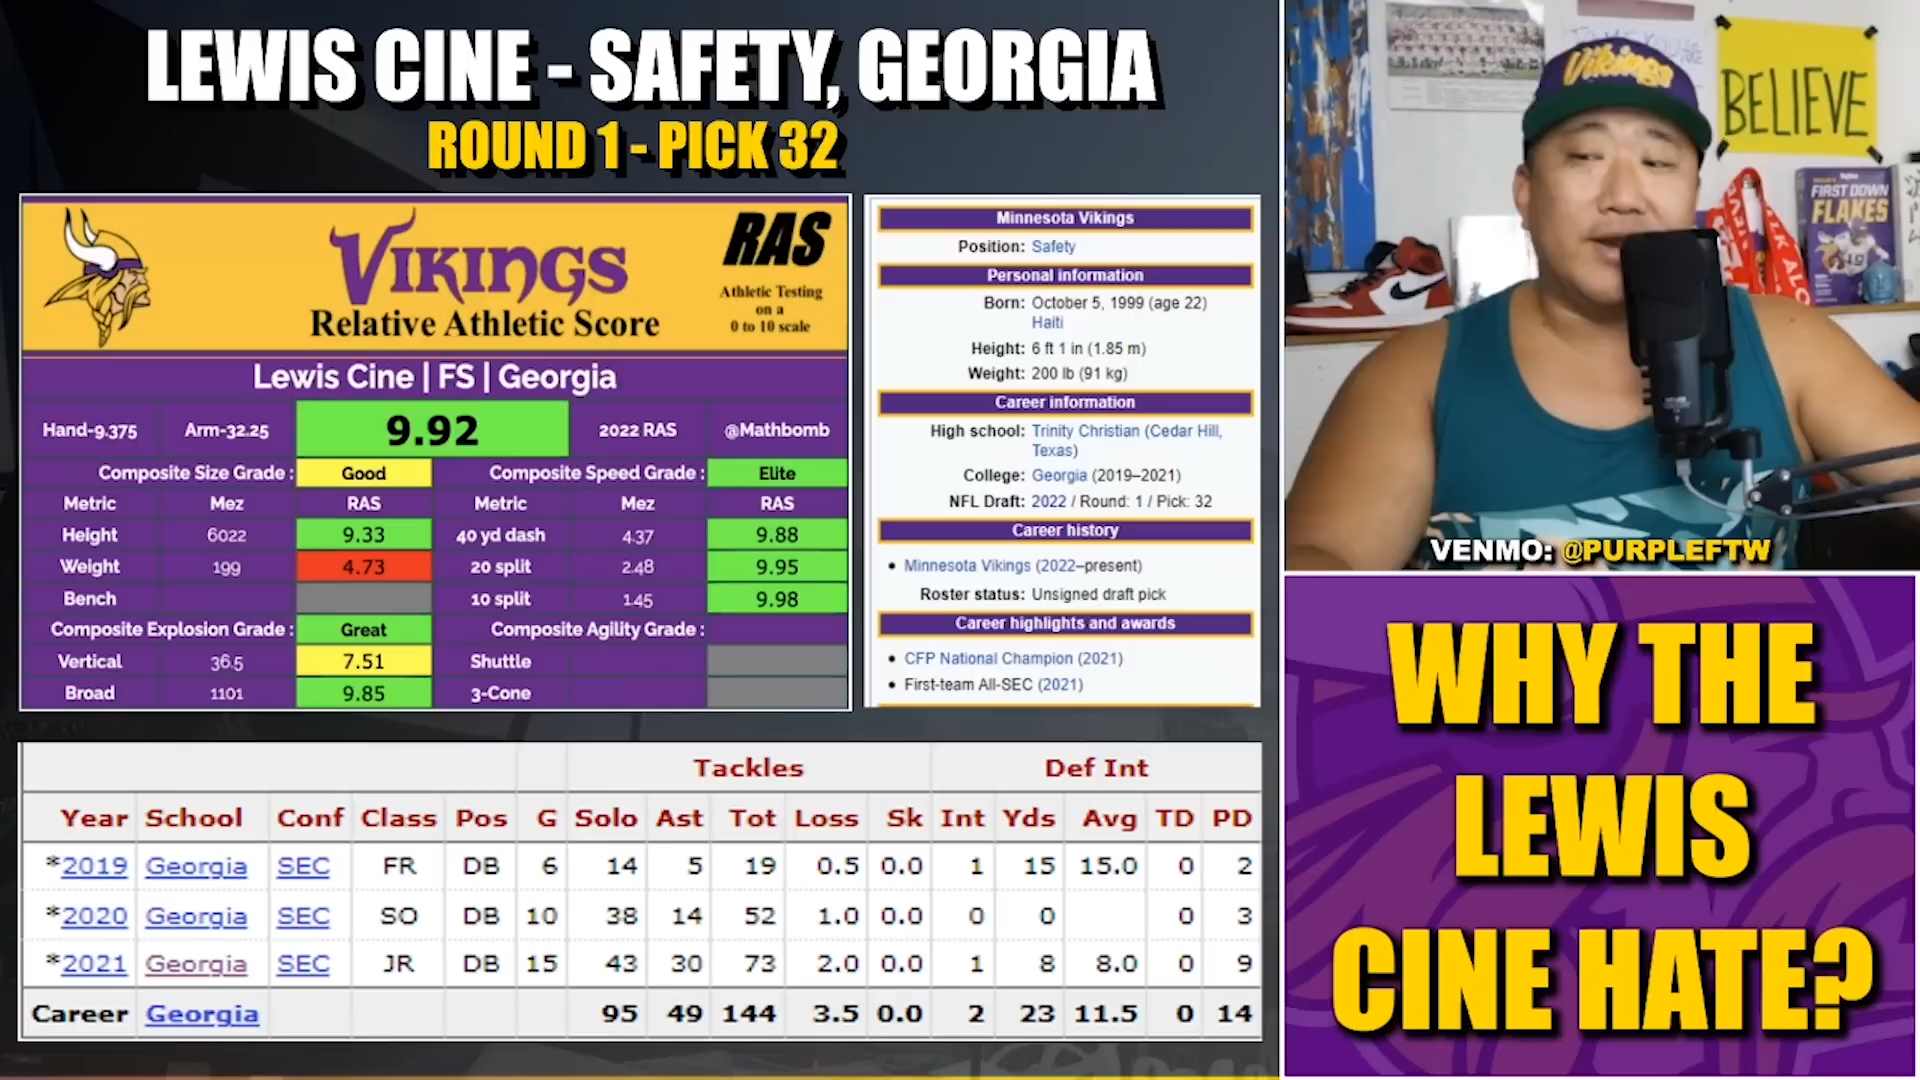 LEWIS CINE - SAFETY, GEORGIA
ROUND 1 - PICK 32
VIKINGS
Relative Athletic Score
RAS
Athletic Testing
on a
0 to 10 scale
Lewis Cine | FS | Georgia
Hand-9.375 Arm-32.25 9.92 2022 RAS @Mathbomb
Composite Size Grade : Good Composite Speed Grade : Elite
Metric Mez RAS Metric Mez RAS
Height 6022 9.33 40 yd dash 4.37 9.88
Weight 199 4.73 20 split 2.48 9.95
Bench 10 split 1.45 9.98
Composite Explosion Grade : Great Composite Agility Grade :
Vertical 36.5 7.51 Shuttle
Broad 1101 9.85 3-Cone
Minnesota Vikings
Position: Safety
Personal information
Born: October 5, 1999 (age 22)
Haiti
Height: 6 ft 1 in (1.85 m)
Weight: 200 lb (91 kg)
Career information
High school: Trinity Christian (Cedar Hill,
Texas)
College: Georgia (2019–2021)
NFL Draft: 2022 / Round: 1 / Pick: 32
Career history
• Minnesota Vikings (2022–present)
Roster status: Unsigned draft pick
Career highlights and awards
• CFP National Champion (2021)
• First-team All-SEC (2021)
Tackles Def Int
Year School Conf Class Pos G Solo Ast Tot Loss Sk Int Yds Avg TD PD
*2019 Georgia SEC FR DB 6 14 5 19 0.5 0.0 1 15 15.0 0 2
*2020 Georgia SEC SO DB 10 38 14 52 1.0 0.0 0 0 0 3
*2021 Georgia SEC JR DB 15 43 30 73 2.0 0.0 1 8 8.0 0 9
Career Georgia 95 49 144 3.5 0.0 2 23 11.5 0 14
Vikings
BELIEVE
FIRST DOWN
FLAKES
VENMO: @PURPLEFTW
WHY THE
LEWIS
CINE HATE?